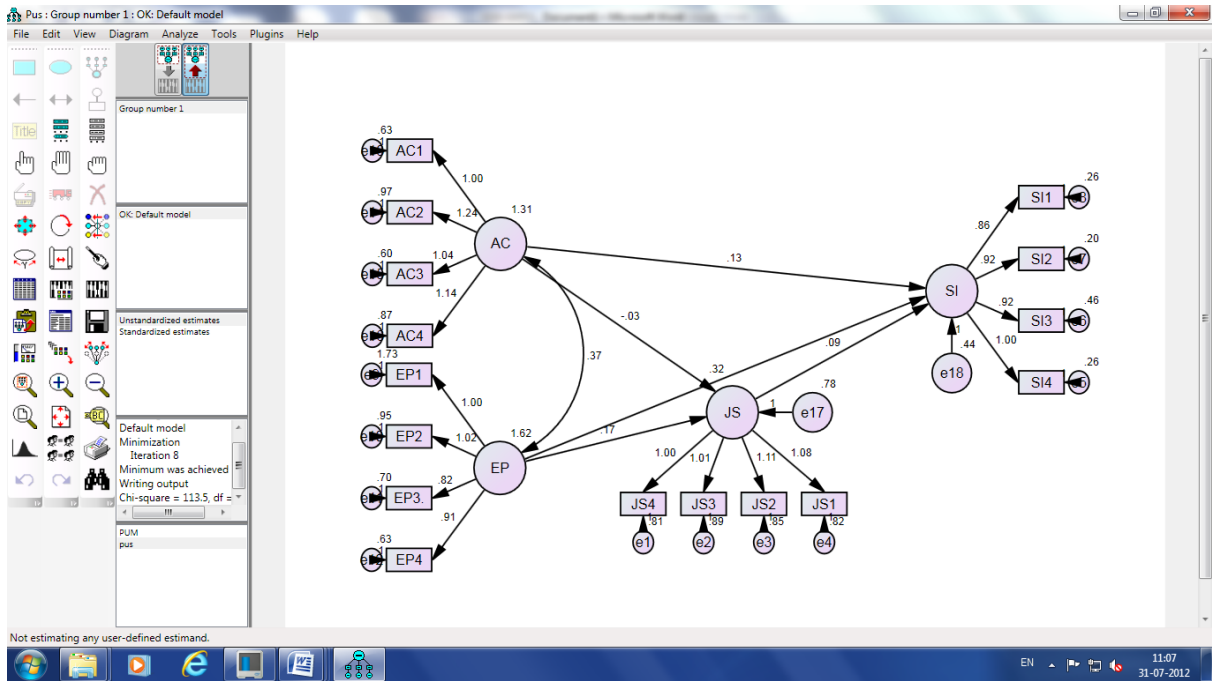 Pus : Group number 1 : OK: Default model
File Edit View Diagram Analyze Tools Plugins Help
Title
Group number 1
OK: Default model
Unstandardized estimates
Standardized estimates
Default model
Minimization
Iteration 8
Minimum was achieved
Writing output
Chi-square = 113.5, df =
PUM
pus
.63
1
AC1
1.00
.97
AC2
1.24
1.31
AC
.60
AC3
1.04
.87
AC4
1.14
1.73
EP1
1.00
.95
EP2
1.02
1.62
EP
.70
EP3.
.82
.63
EP4
.91
.13
-.03
.37
.32
.09
.17
.78
JS
1
e17
1.00
1.01
1.11
1.08
JS4
JS3
JS2
JS1
.81
.89
.85
.82
e1
e2
e3
e4
.26
SI1
.86
.20
SI2
.92
SI
.46
SI3
.92
1
.44
e18
.26
SI4
1.00
Not estimating any user-defined estimand.
EN
11:07
31-07-2012